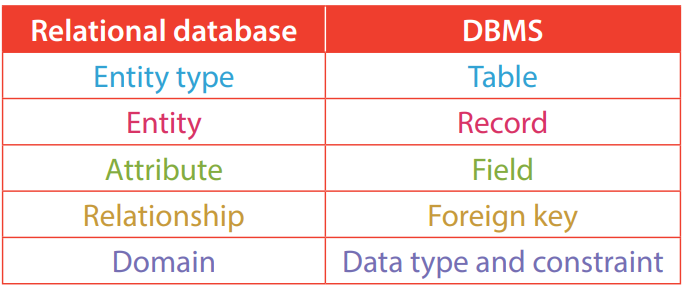 Relational database DBMS
Entity type Table
Entity Record
Attribute Field
Relationship Foreign key
Domain Data type and constraint